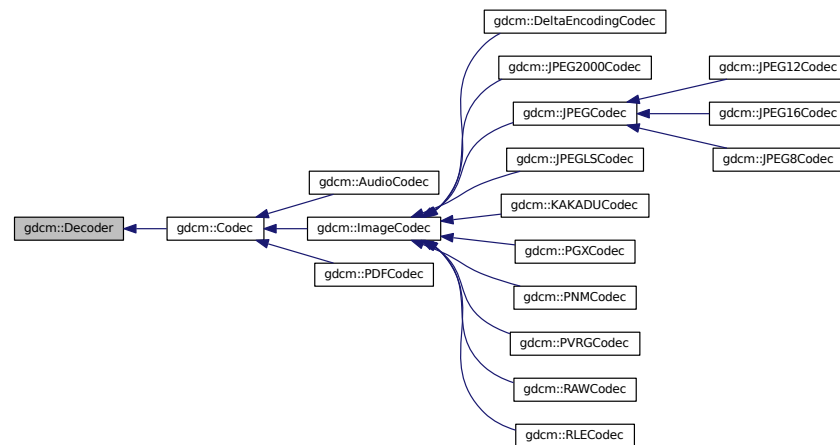 gdcm::DeltaEncodingCodec
gdcm::JPEG2000Codec
gdcm::JPEG12Codec
gdcm::JPEGCodec
gdcm::JPEG16Codec
gdcm::JPEGLSCodec
gdcm::JPEG8Codec
gdcm::AudioCodec
gdcm::KAKADUCodec
gdcm::Decoder
gdcm::Codec
gdcm::ImageCodec
gdcm::PGXCodec
gdcm::PDFCodec
gdcm::PNMCodec
gdcm::PVRGCodec
gdcm::RAWCodec
gdcm::RLECodec